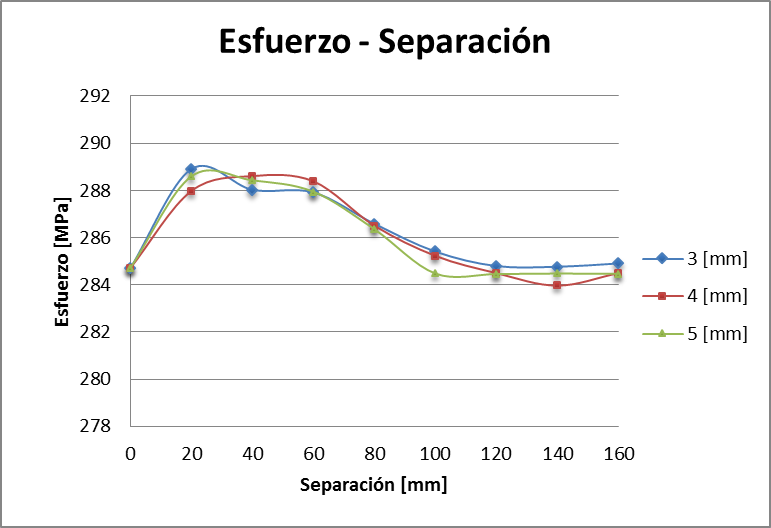 Esfuerzo - Separación
Esfuerzo [MPa]
292
290
288
286
284
282
280
278
0 20 40 60 80 100 120 140 160
Separación [mm]
3 [mm]
4 [mm]
5 [mm]